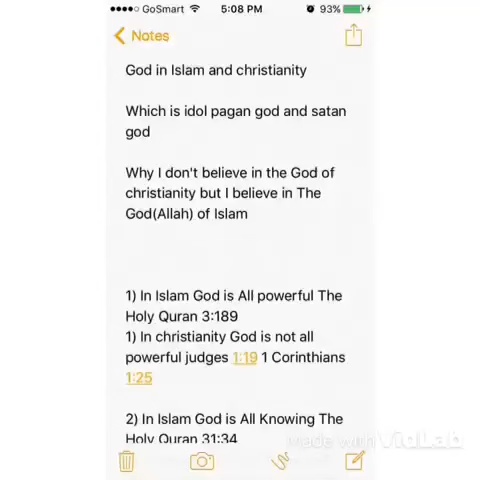 GoSmart 5:08 PM 93%
Notes
God in Islam and christianity
Which is idol pagan god and satan
god
Why I don't believe in the God of
christianity but I believe in The
God(Allah) of Islam
1) In Islam God is All powerful The
Holy Quran 3:189
1) In christianity God is not all
powerful judges 1:19 1 Corinthians
1:25
2) In Islam God is All Knowing The
Holy Quran 31:34
Made with VidLab